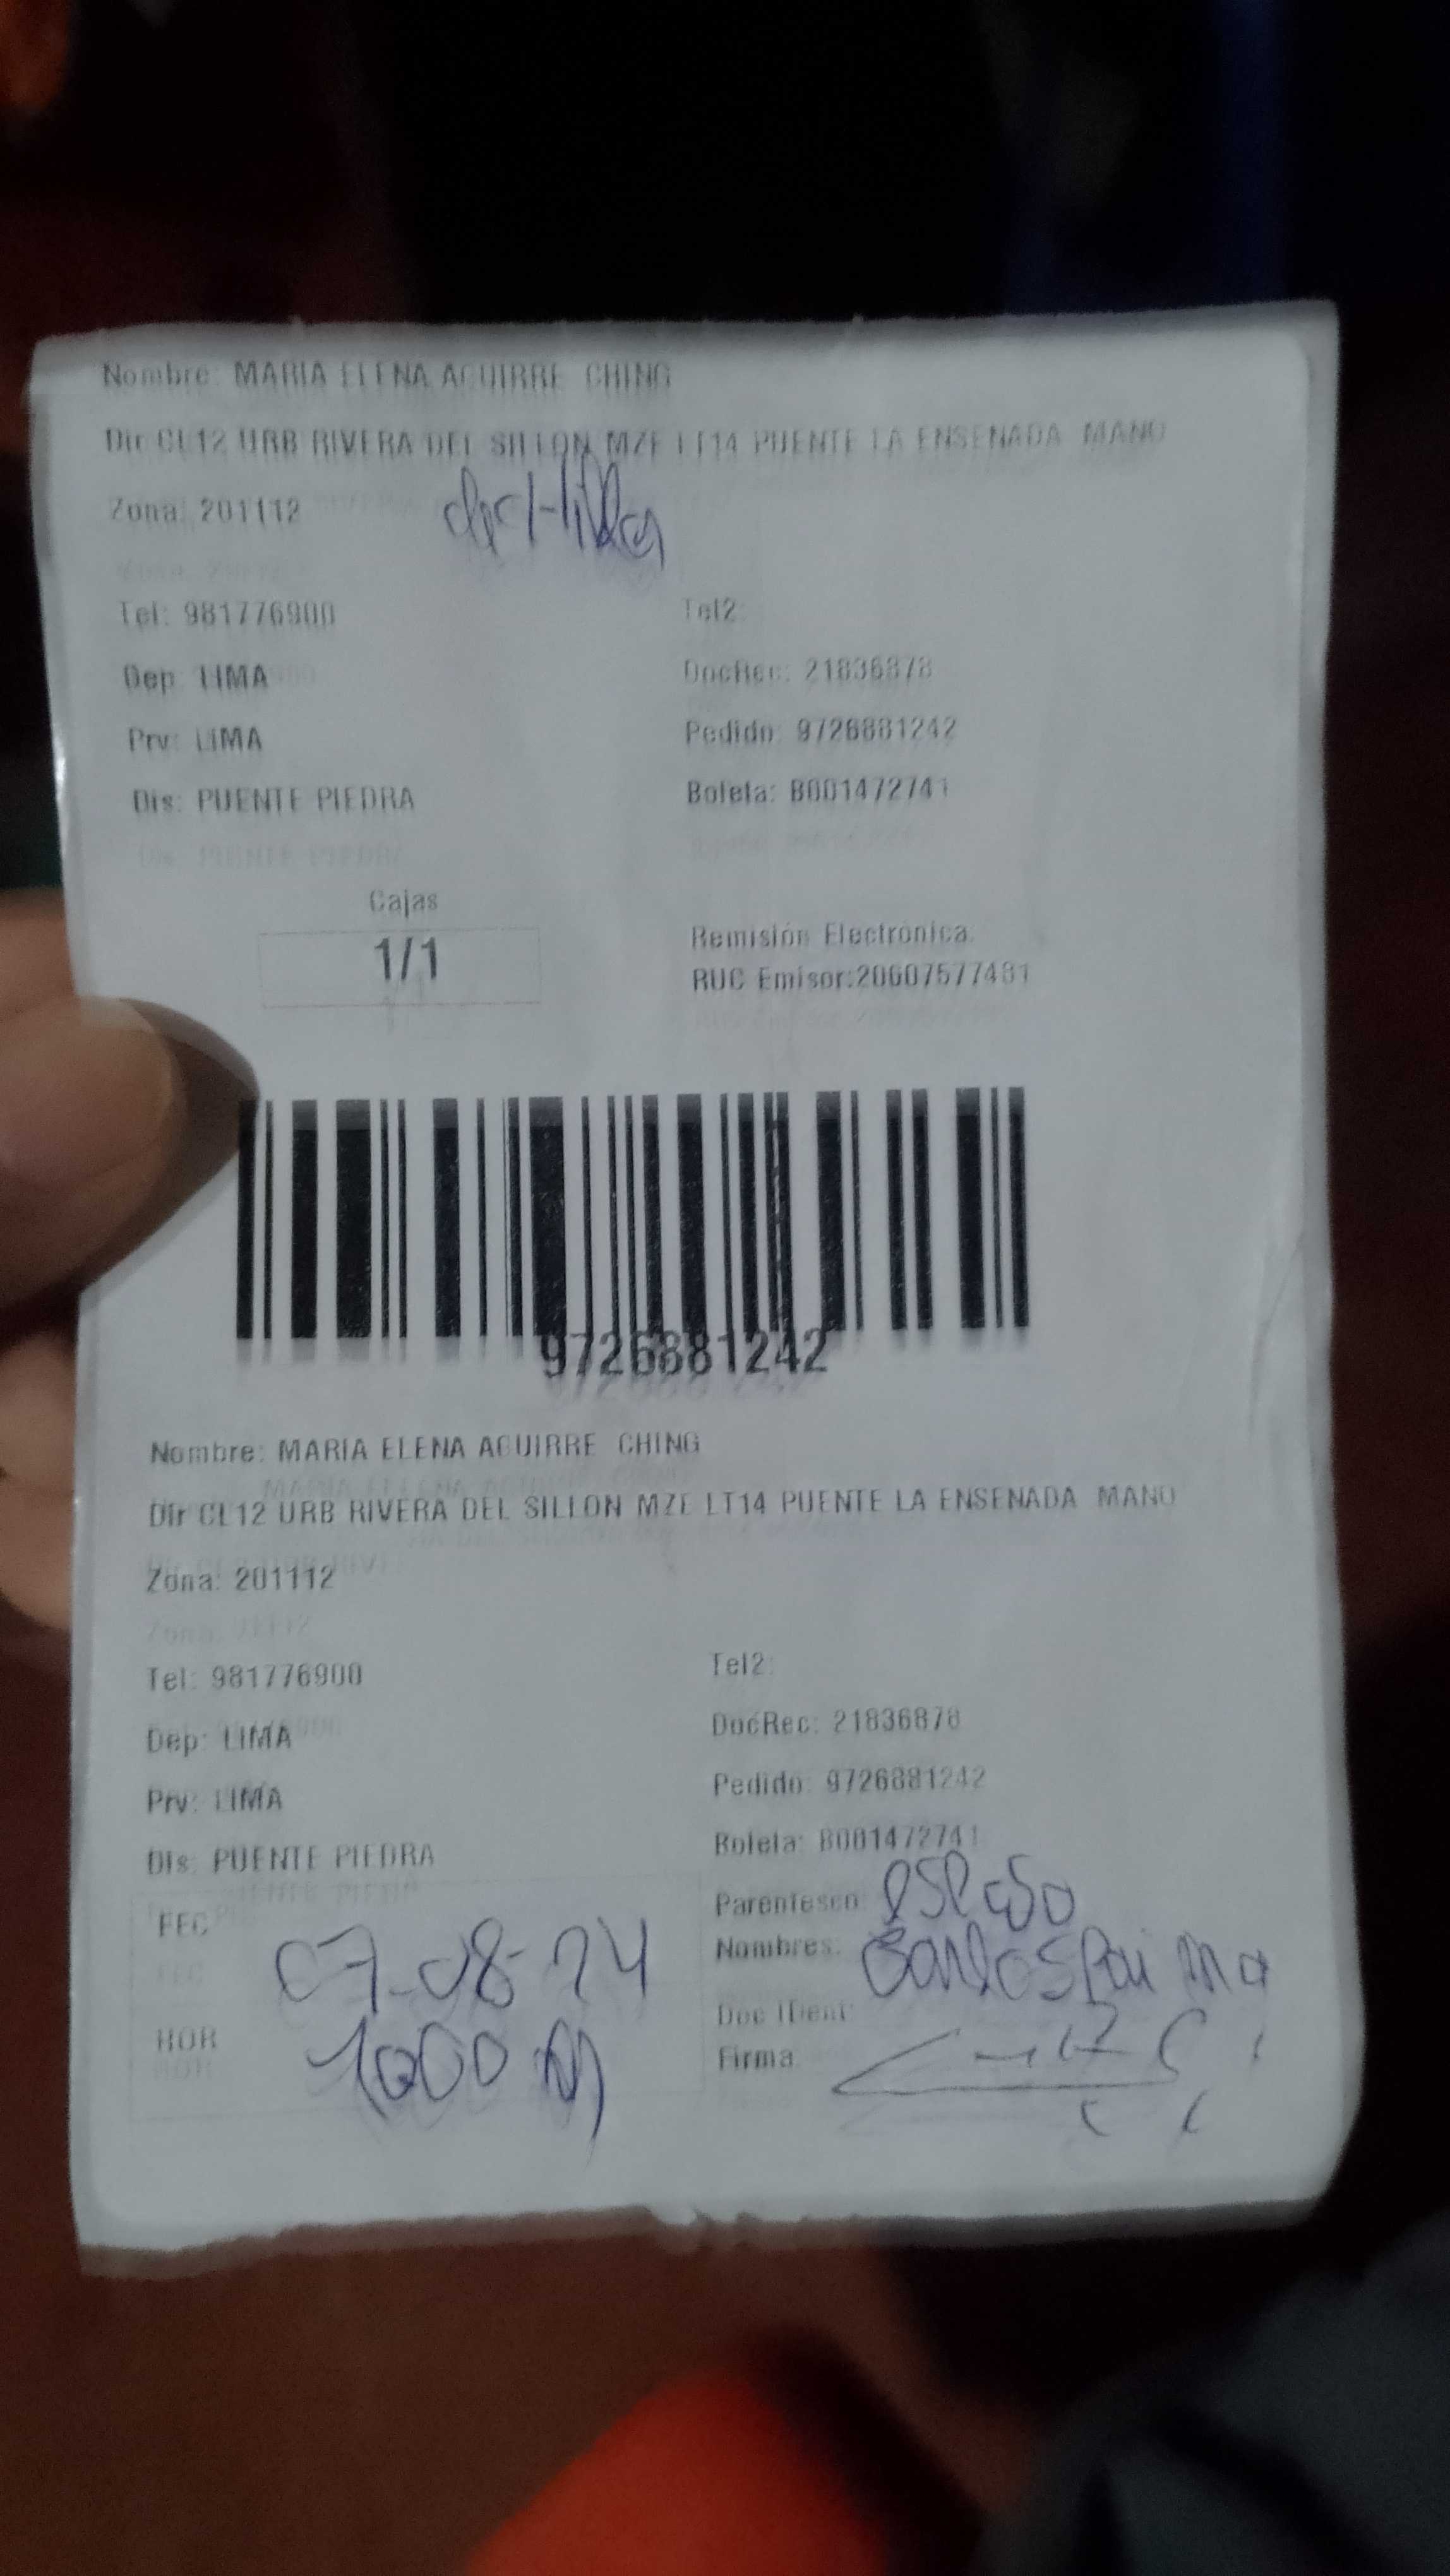 Nombre: MARIA ELENA AGUIRRE CHING
Dir CL12 URB RIVERA DEL SILLON MZE LT14 PUENTE LA ENSENADA MANO
Zona: 201112
Tel: 981776900 Tel2:
Dep: LIMA DocRec: 21836878
Prv: LIMA Pedido: 9726881242
Dis: PUENTE PIEDRA Boleta: B001472741
Cajas
1/1
Remisión Electronica:
RUC Emisor:20607577431
9726881242
Nombre: MARIA ELENA AGUIRRE CHING
Dir CL12 URB RIVERA DEL SILLON MZE LT14 PUENTE LA ENSENADA MANO
Zona: 201112
Tel: 981776900 Tel2:
Dep: LIMA DocRec: 21836878
Prv: LIMA Pedido: 9726881242
Dis: PUENTE PIEDRA Boleta: B001472741
Parentesco: esposo
FEC 07-08-24
Nombres: Carlos
Doc IDent:
HOR
Firma